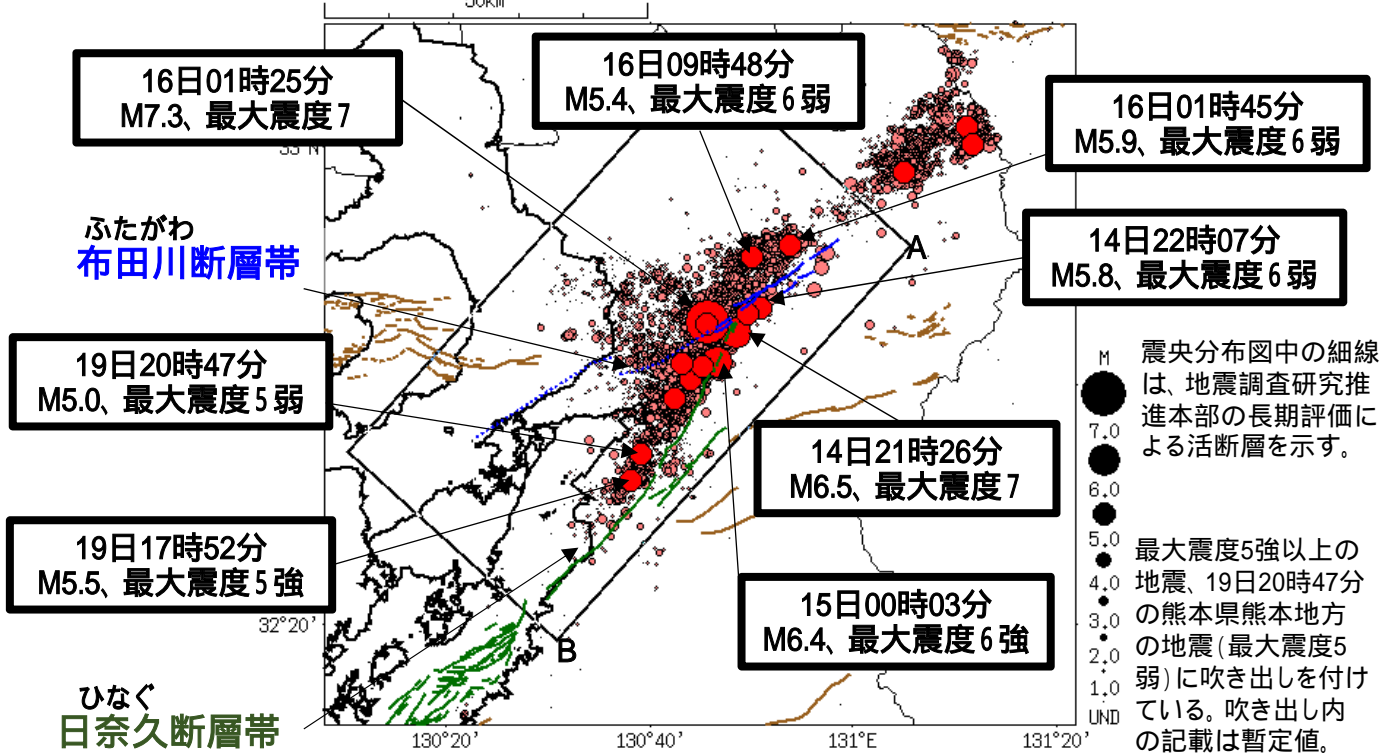 16日01時25分
M7.3、最大震度7
16日09時48分
M5.4、最大震度6弱
16日01時45分
M5.9、最大震度6弱
ふたがわ
布田川断層帯
A
14日22時07分
M5.8、最大震度6弱
19日20時47分
M5.0、最大震度5弱
14日21時26分
M6.5、最大震度7
19日17時52分
M5.5、最大震度5強
15日00時03分
M6.4、最大震度6強
B
ひなぐ
日奈久断層帯
32°20'
130°20'
130°40'
131°E
131°20'
M
7.0
6.0
5.0
4.0
3.0
2.0
1.0
UND
震央分布図中の細線
は、地震調査研究推
進本部の長期評価に
よる活断層を示す。
最大震度5強以上の
地震、19日20時47分
の熊本県熊本地方
の地震(最大震度5
弱)に吹き出しを付け
ている。吹き出し内
の記載は暫定値。